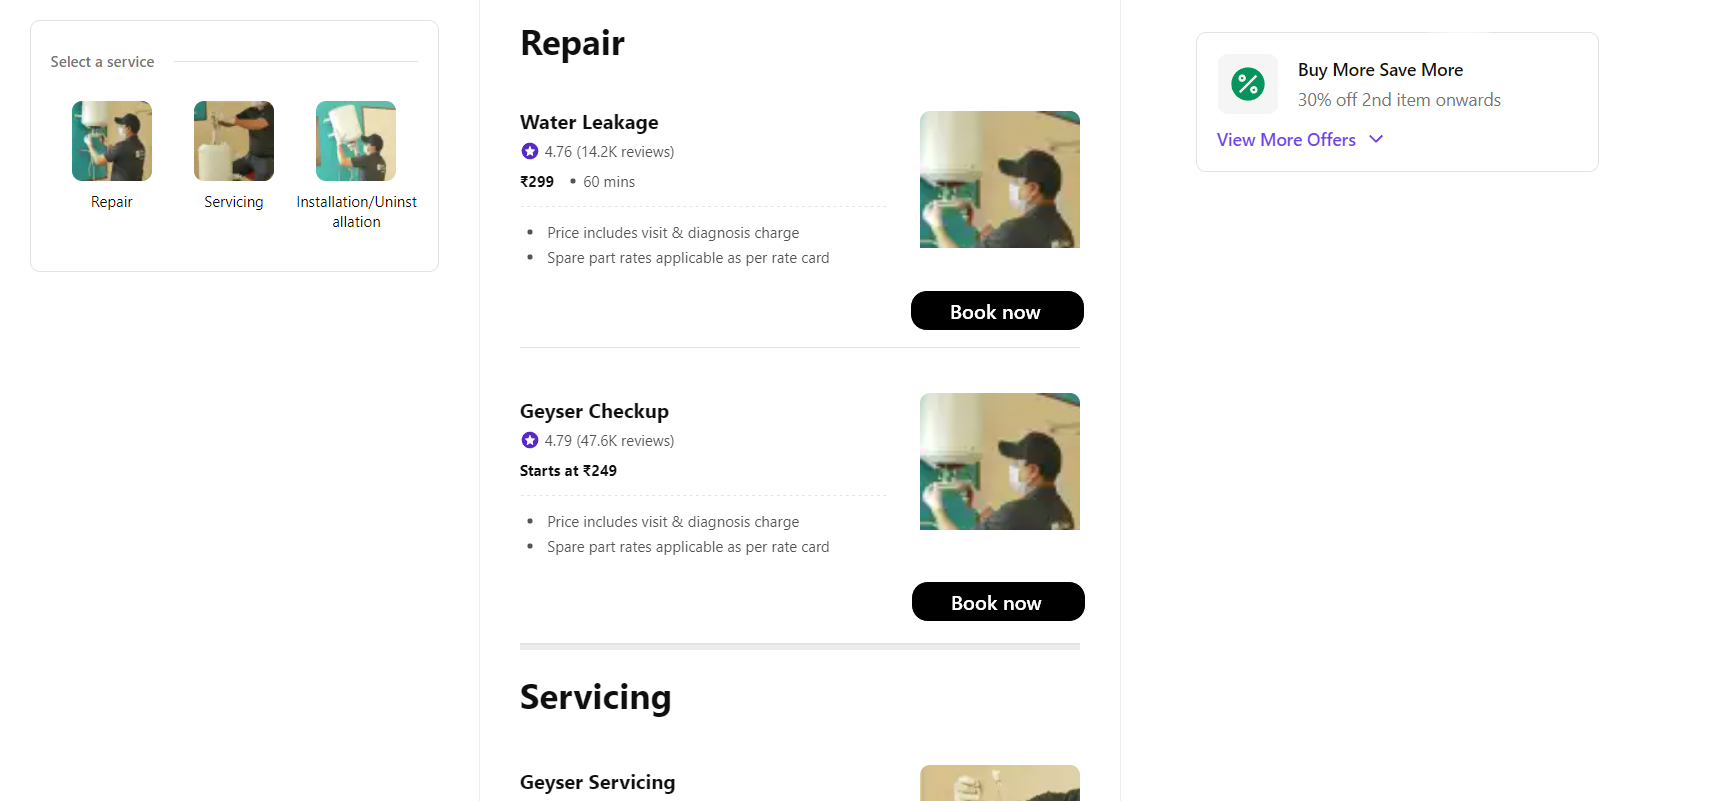 Select a service
Repair
Servicing
Installation/Uninst
allation
Repair
Water Leakage
4.76 (14.2K reviews)
₹299 • 60 mins
• Price includes visit & diagnosis charge
• Spare part rates applicable as per rate card
Book now
Geyser Checkup
4.79 (47.6K reviews)
Starts at ₹249
• Price includes visit & diagnosis charge
• Spare part rates applicable as per rate card
Book now
Servicing
Geyser Servicing
Buy More Save More
30% off 2nd item onwards
View More Offers